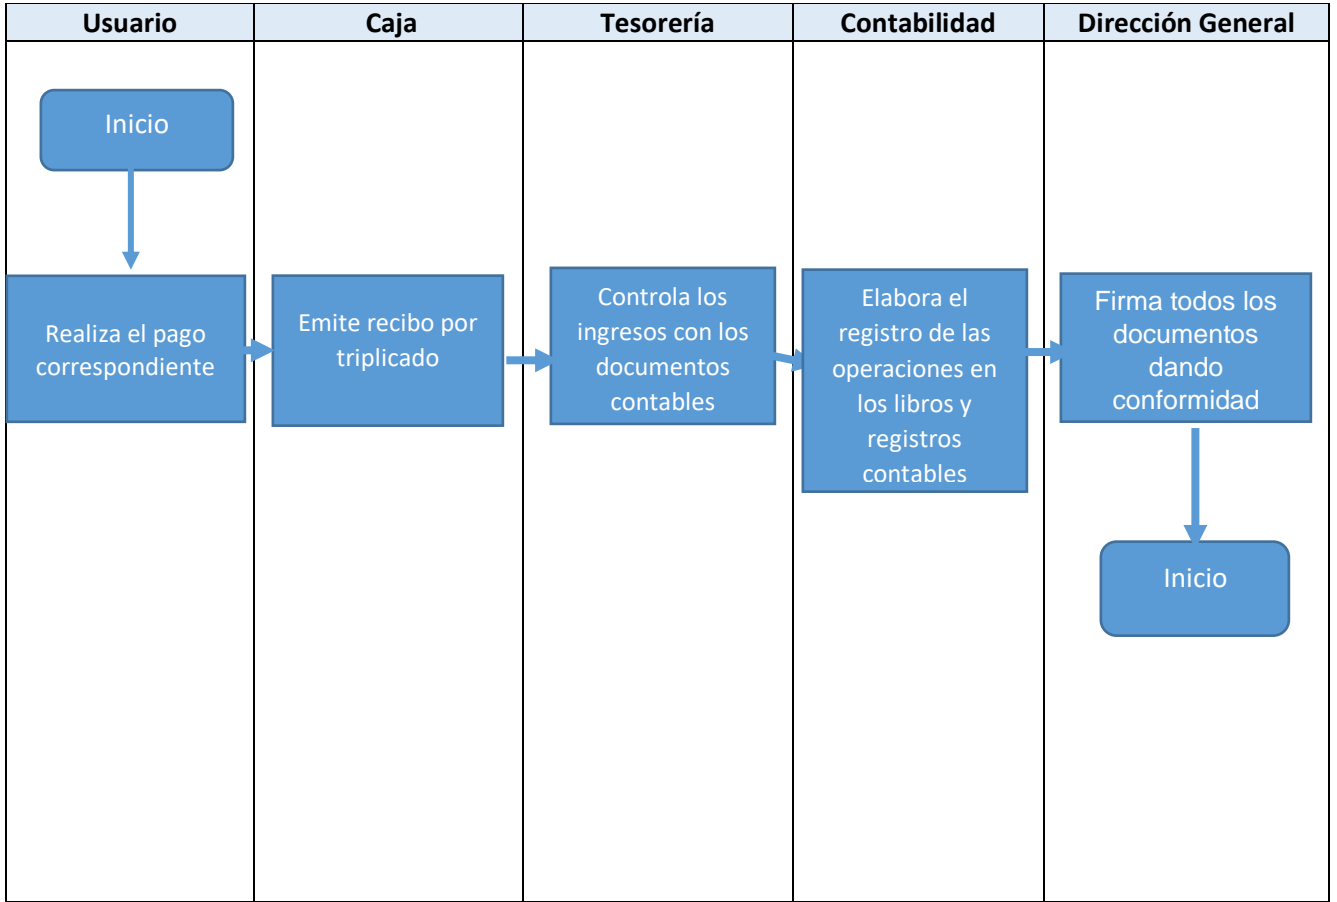 Usuario
Caja
Tesorería
Contabilidad
Dirección General
Inicio
Realiza el pago
correspondiente
Emite recibo por
triplicado
Controla los
ingresos con los
documentos
contables
Elabora el
registro de las
operaciones en
los libros y
registros
contables
Firma todos los
documentos
dando
conformidad
Inicio